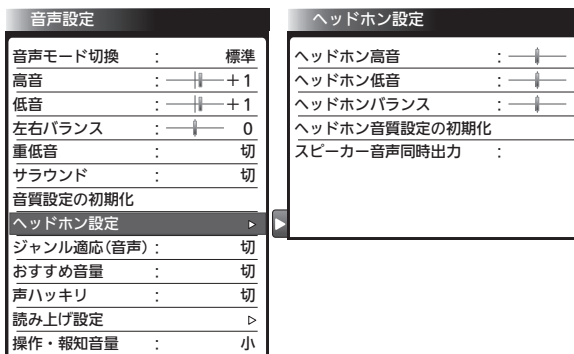 音声設定
音声モード切換 : 標準
高音 : +1
低音 : +1
左右バランス : 0
重低音 : 切
サラウンド : 切
音質設定の初期化
ヘッドホン設定
ジャンル適応(音声) : 切
おすすめ音量 : 切
声ハッキリ : 切
読み上げ設定
操作・報知音量 : 小
ヘッドホン設定
ヘッドホン高音 :
ヘッドホン低音 :
ヘッドホンバランス :
ヘッドホン音質設定の初期化
スピーカー音声同時出力 :